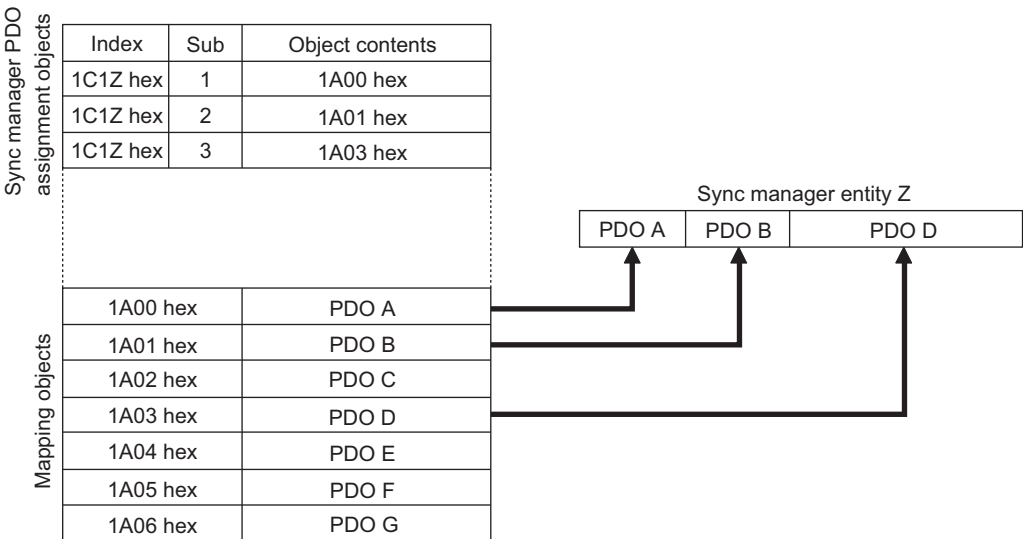 Sync manager PDO
assignment objects
Index Sub Object contents
1C1Z hex 1 1A00 hex
1C1Z hex 2 1A01 hex
1C1Z hex 3 1A03 hex
Sync manager entity Z
PDO A PDO B PDO D
Mapping objects
1A00 hex PDO A
1A01 hex PDO B
1A02 hex PDO C
1A03 hex PDO D
1A04 hex PDO E
1A05 hex PDO F
1A06 hex PDO G